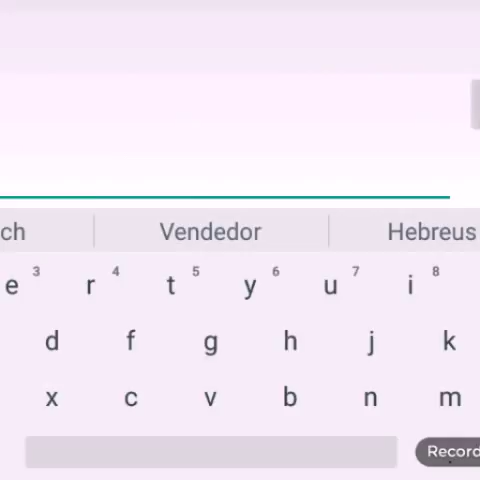 ch Vendedor Hebreus
e 3 r 4 t 5 y 6 u 7 i 8
d f g h j k
x c v b n m
Record